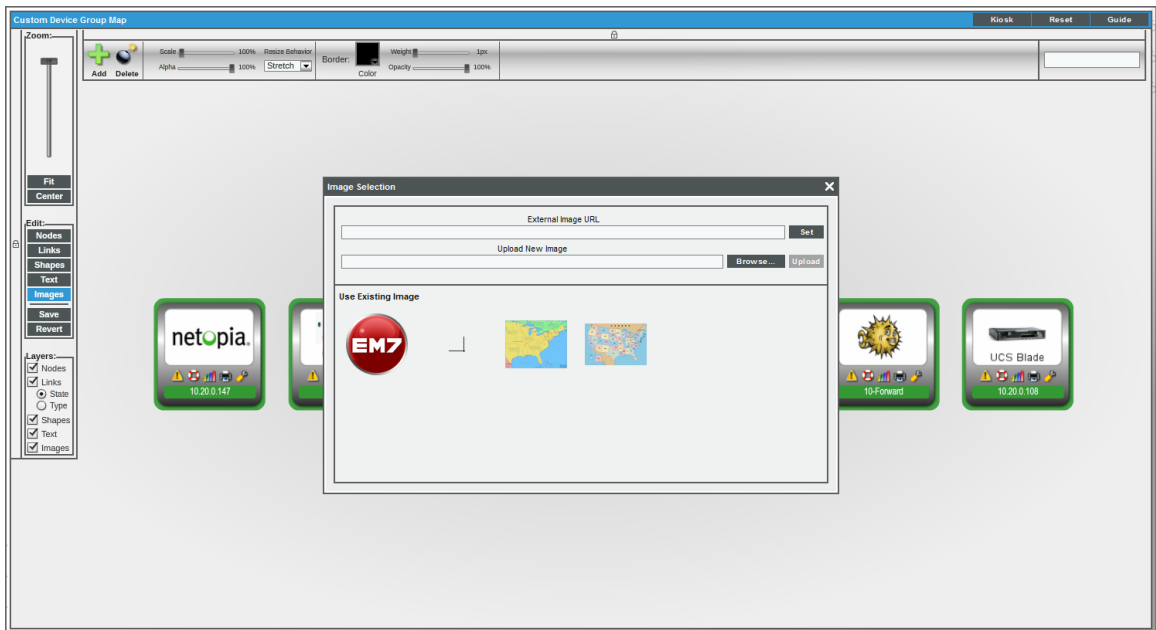 Custom Device Group Map
Kiosk Reset Guide
Zoom:
Add Delete
Scale 100% Resize Behavior
Alpha 100% Stretch
Border:
Color
Weight 1px
Opacity 100%
Fit
Center
Edit:
Nodes
Links
Shapes
Text
Images
Save
Revert
Layers:
Nodes
Links
State
Type
Shapes
Text
Images
Image Selection
External Image URL
Set
Upload New Image
Browse... Upload
Use Existing Image
EM7
netopia.
10.20.0.147
10-Forward
UCS Blade
10.20.0.108